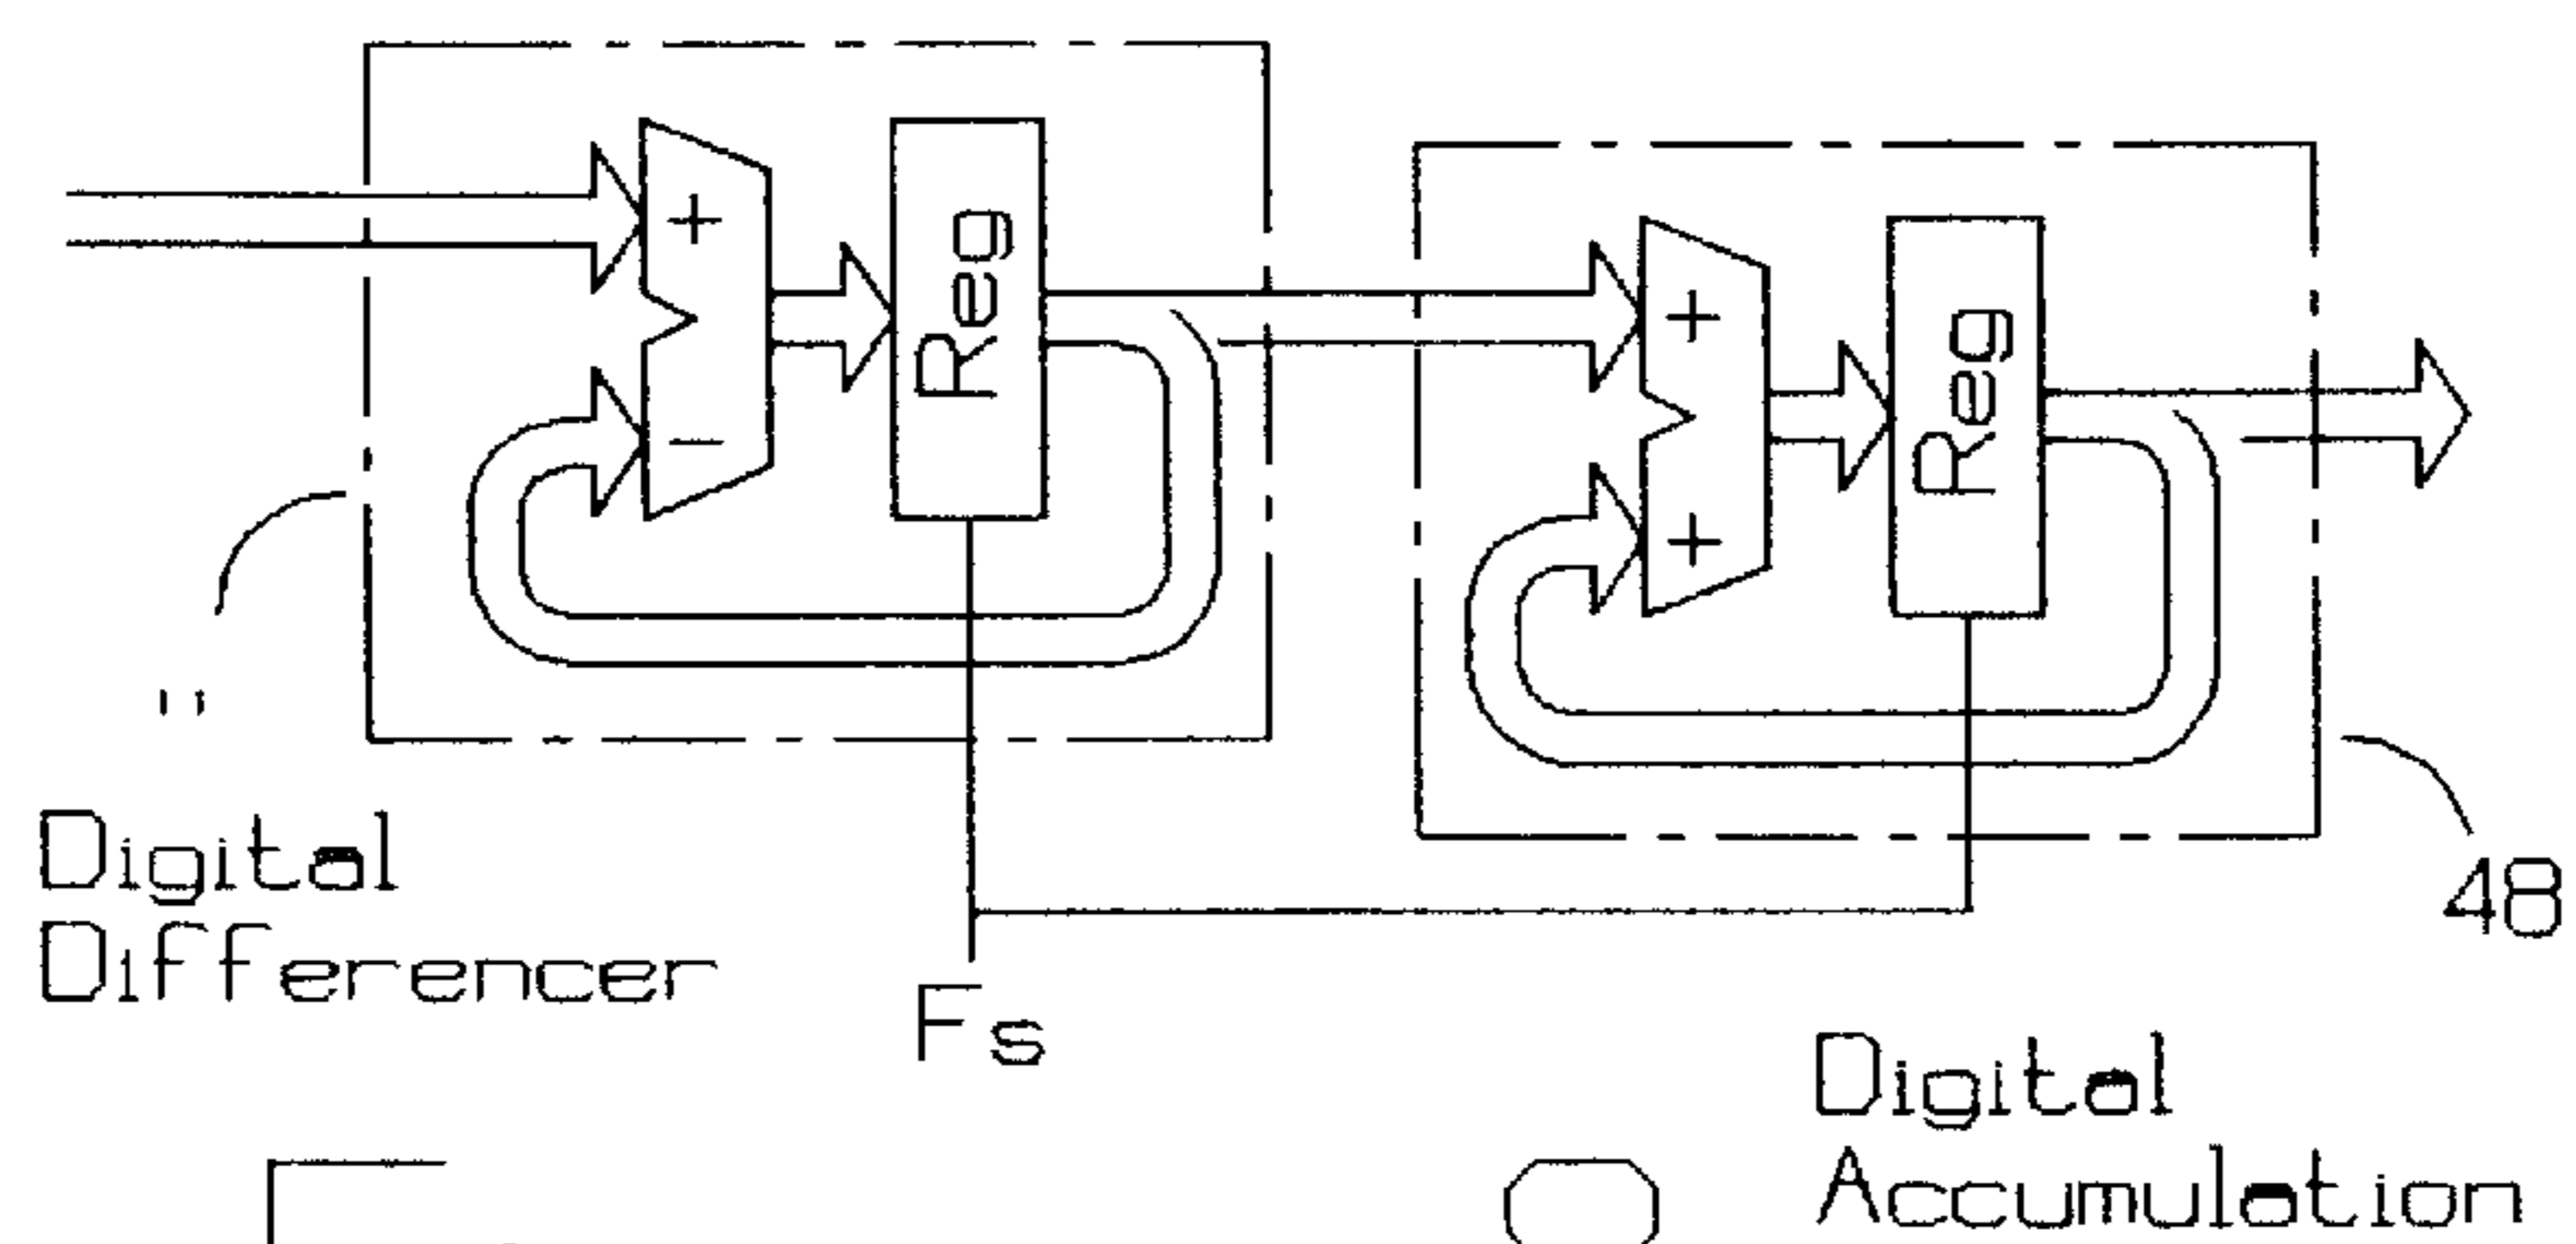 +
−
Reg
+
+
Reg
Digital
Differencer
Fs
48
Digital
Accumulation